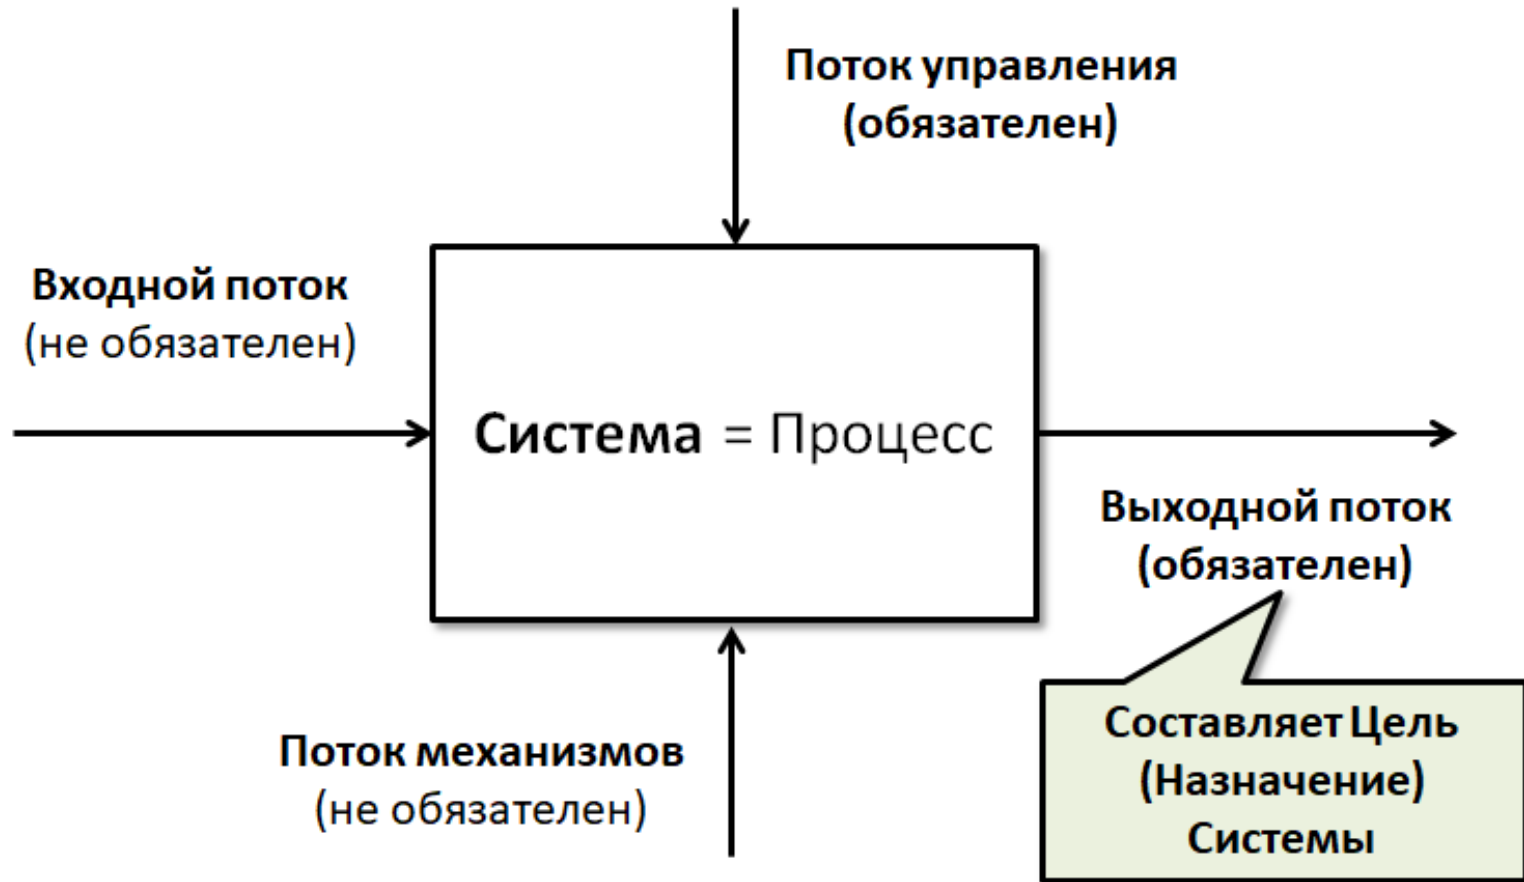 Поток управления
(обязателен)
Входной поток
(не обязателен)
Система = Процесс
Выходной поток
(обязателен)
Поток механизмов
(не обязателен)
Составляет Цель
(Назначение)
Системы